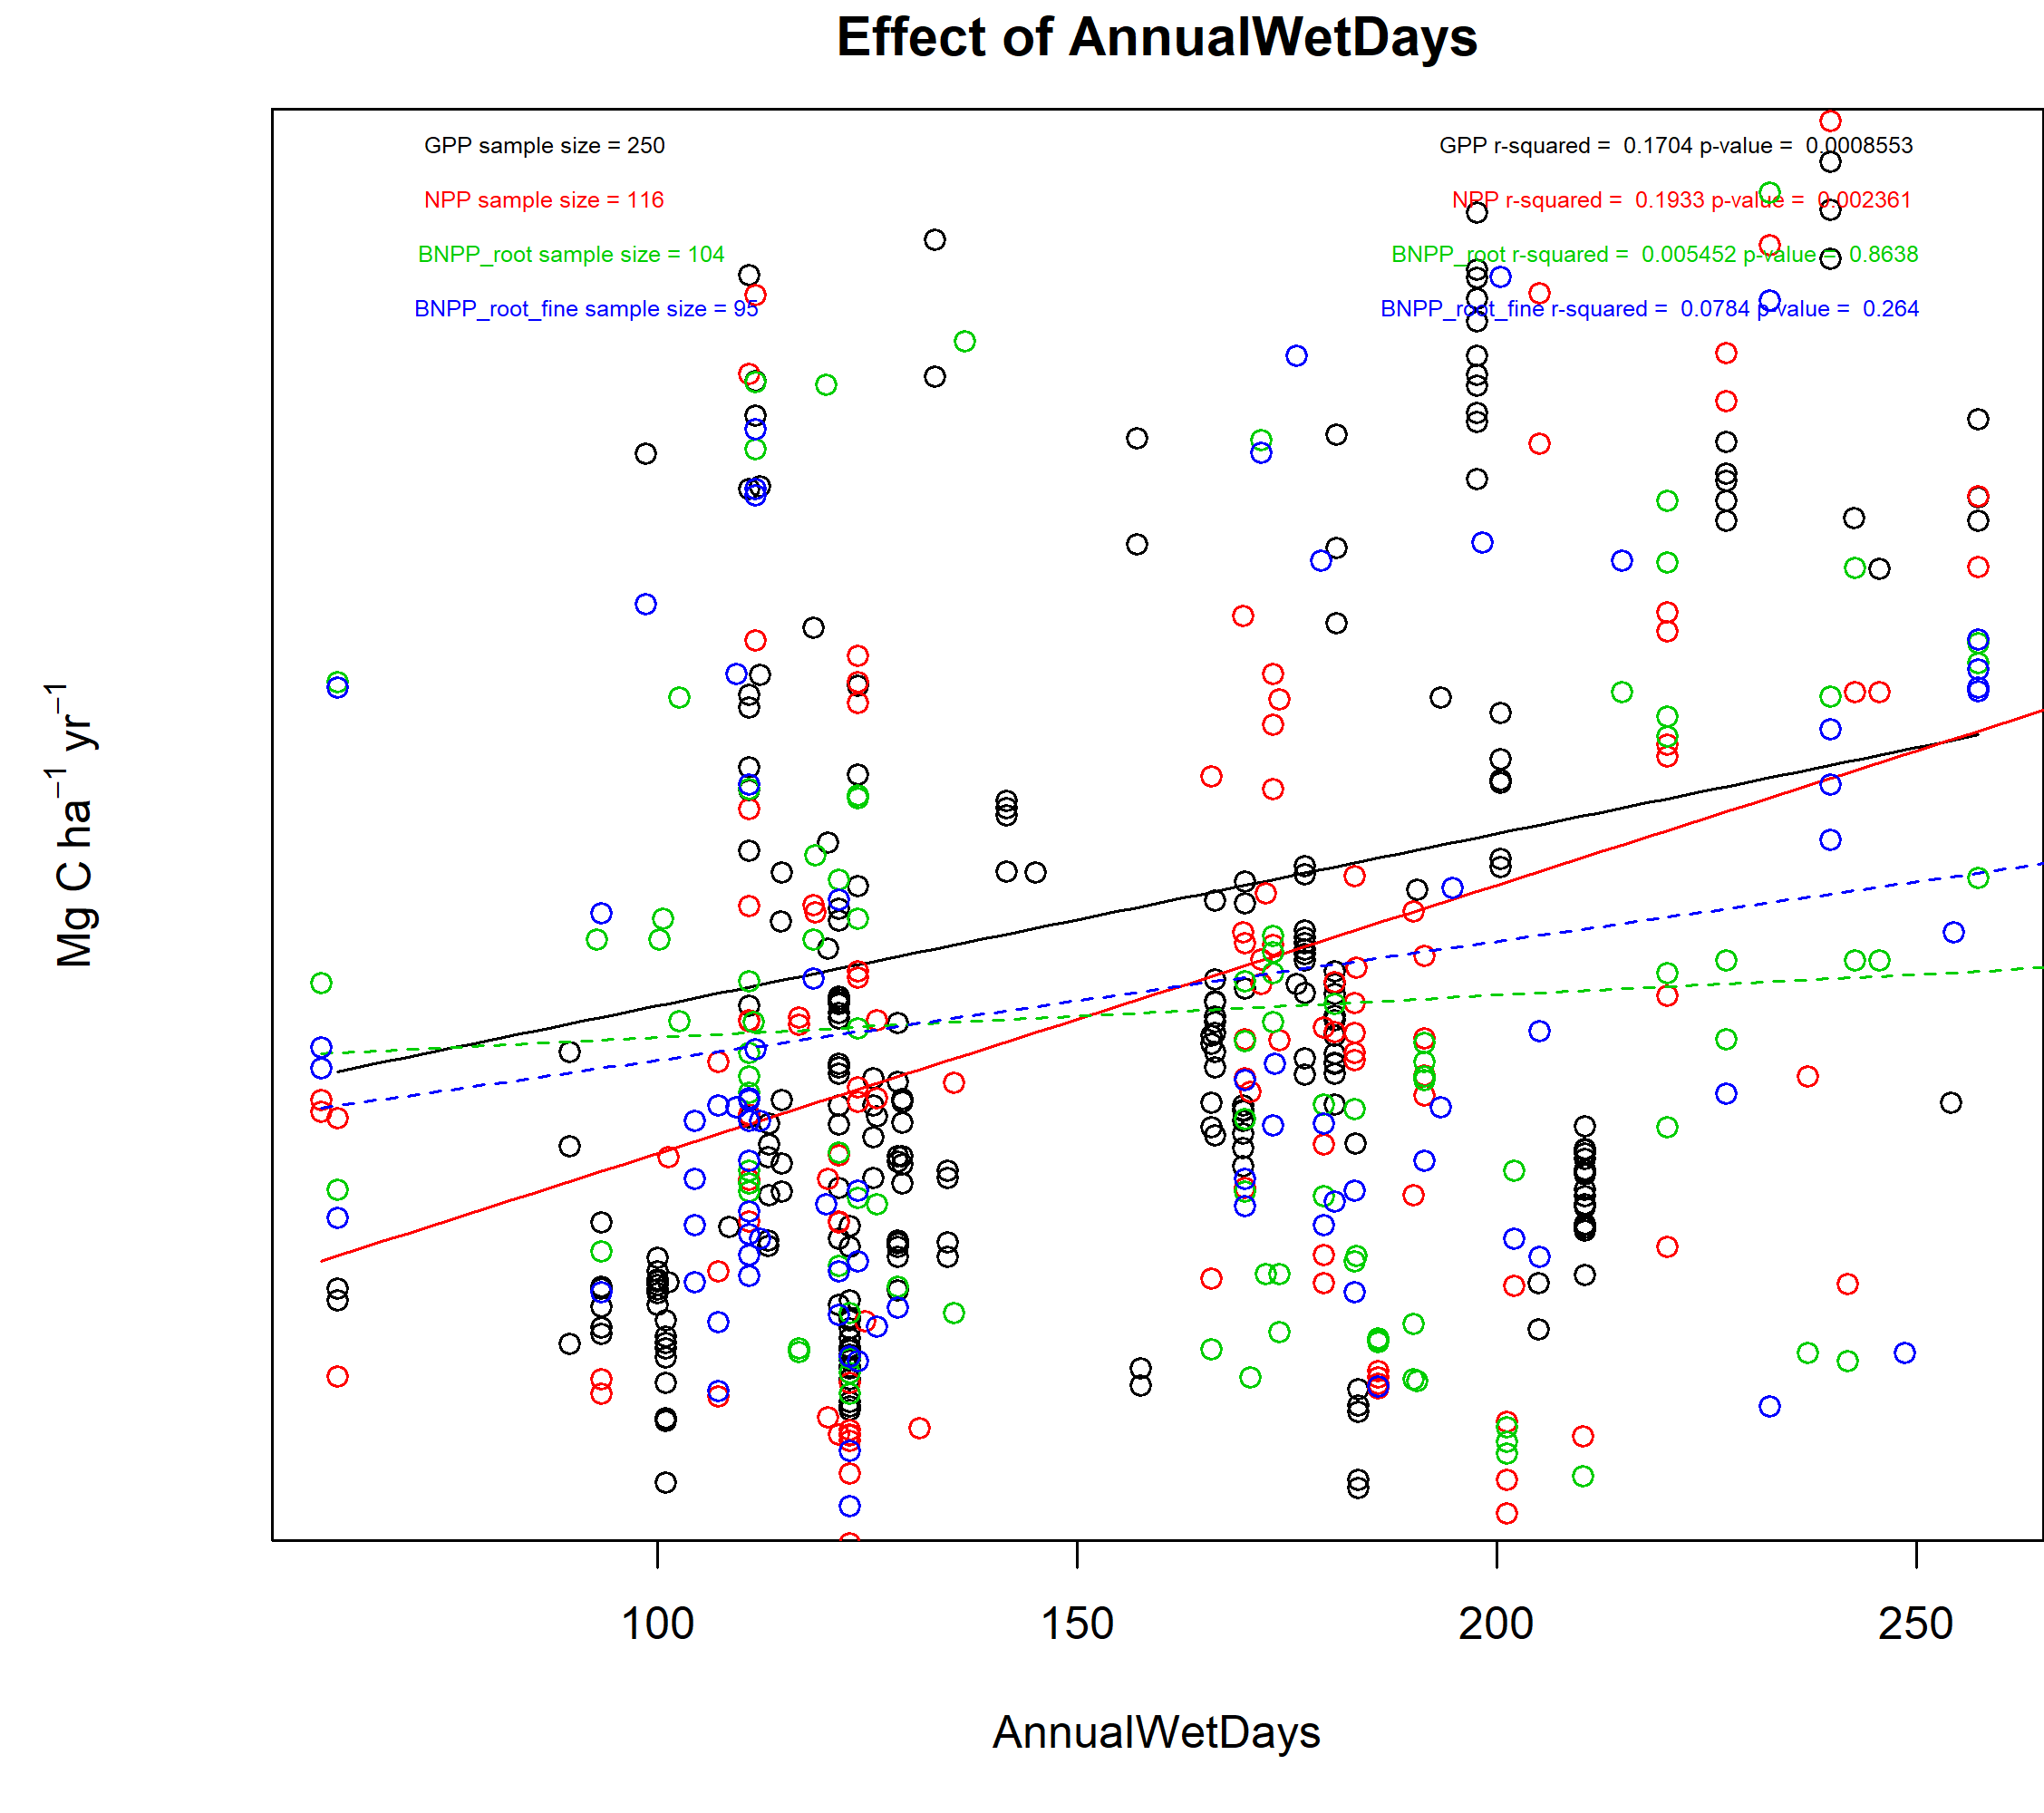 Effect of AnnualWetDays
GPP sample size = 250
GPP r-squared = 0.1704 p-value = 0.0008553
NPP sample size = 116
NPP r-squared = 0.1933 p-value = 0.002361
BNPP_root sample size = 104
BNPP_root r-squared = 0.005452 p-value = 0.8638
BNPP_root_fine sample size = 95
BNPP_root_fine r-squared = 0.0784 p-value = 0.264
Mg C ha⁻¹ yr⁻¹
100 150 200 250
AnnualWetDays